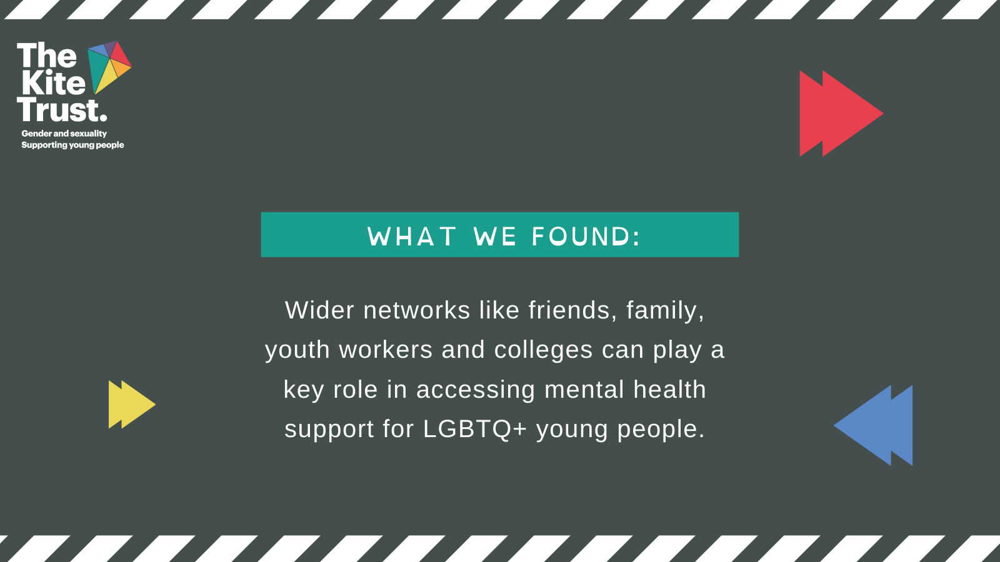 The
Kite
Trust.
Gender and sexuality
Supporting young people
WHAT WE FOUND:
Wider networks like friends, family,
youth workers and colleges can play a
key role in accessing mental health
support for LGBTQ+ young people.